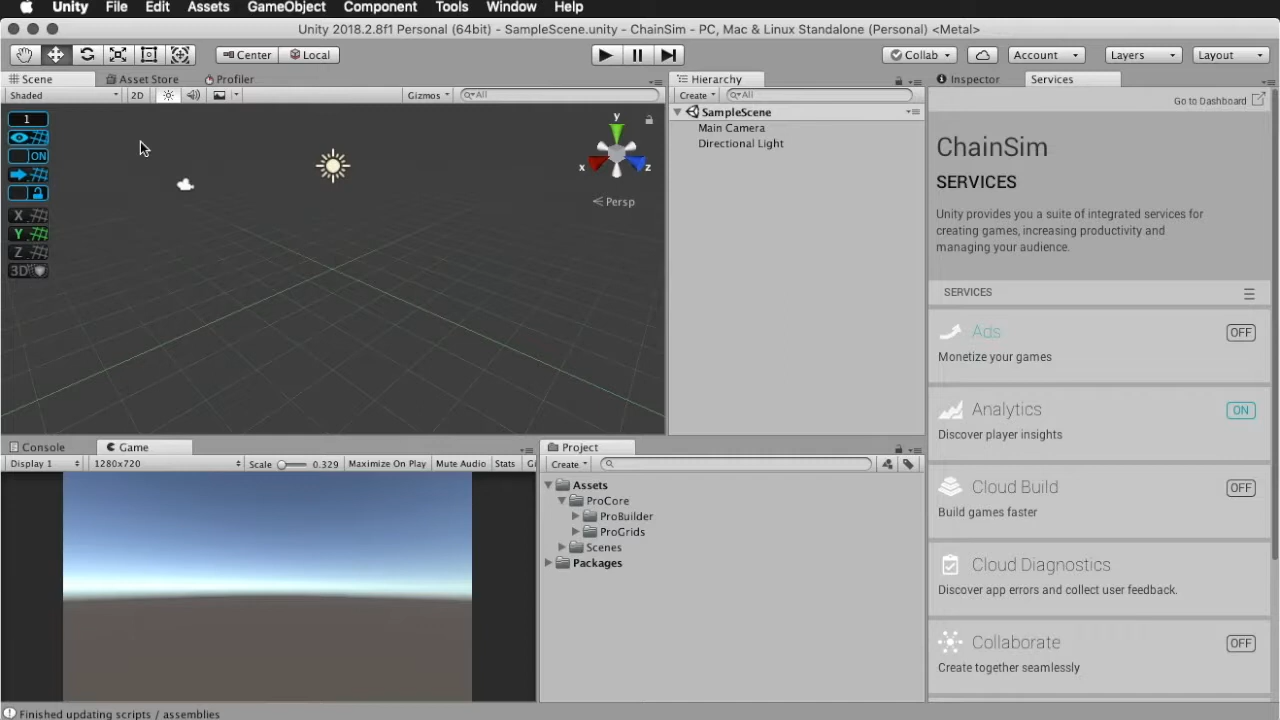 Unity File Edit Assets GameObject Component Tools Window Help
Unity 2018.2.8f1 Personal (64bit) - SampleScene.unity - ChainSim - PC, Mac & Linux Standalone (Personal) <Metal>
Center Local Collab Account Layers Layout
Scene Asset Store Profiler
Shaded 2D Gizmos All
1
ON
X
Y
Z
3D
y
x z
Persp
Hierarchy
Create All
SampleScene
Main Camera
Directional Light
Console Game
Display 1 1280x720 Scale 0.329 Maximize On Play Mute Audio Stats
Project
Create
Assets
ProCore
ProBuilder
ProGrids
Scenes
Packages
Inspector Services
Go to Dashboard
ChainSim
SERVICES
Unity provides you a suite of integrated services for
creating games, increasing productivity and
managing your audience.
SERVICES
Ads OFF
Monetize your games
Analytics ON
Discover player insights
Cloud Build OFF
Build games faster
Cloud Diagnostics
Discover app errors and collect user feedback.
Collaborate OFF
Create together seamlessly
Finished updating scripts / assemblies